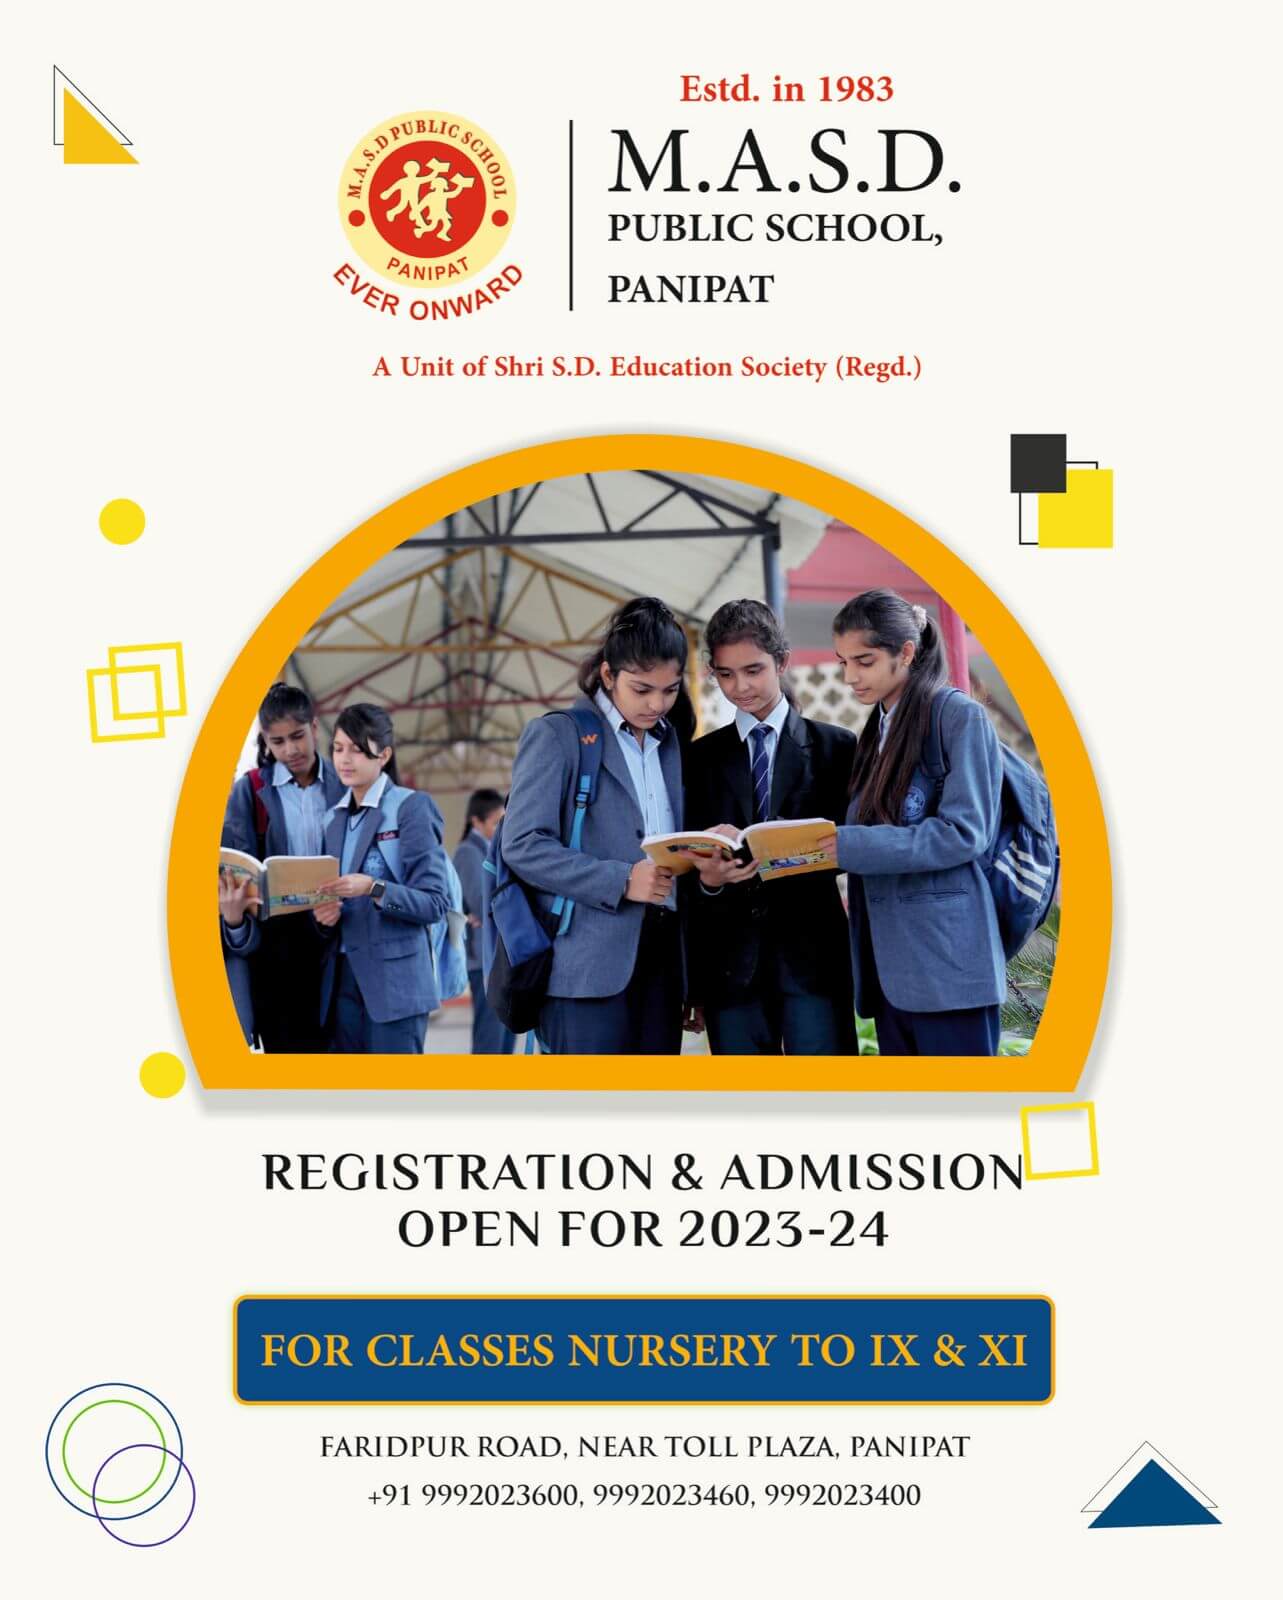 Estd. in 1983
M.A.S.D PUBLIC SCHOOL
PANIPAT
EVER ONWARD
M.A.S.D.
PUBLIC SCHOOL,
PANIPAT
A Unit of Shri S.D. Education Society (Regd.)
REGISTRATION & ADMISSION
OPEN FOR 2023-24
FOR CLASSES NURSERY TO IX & XI
FARIDPUR ROAD, NEAR TOLL PLAZA, PANIPAT
+91 9992023600, 9992023460, 9992023400